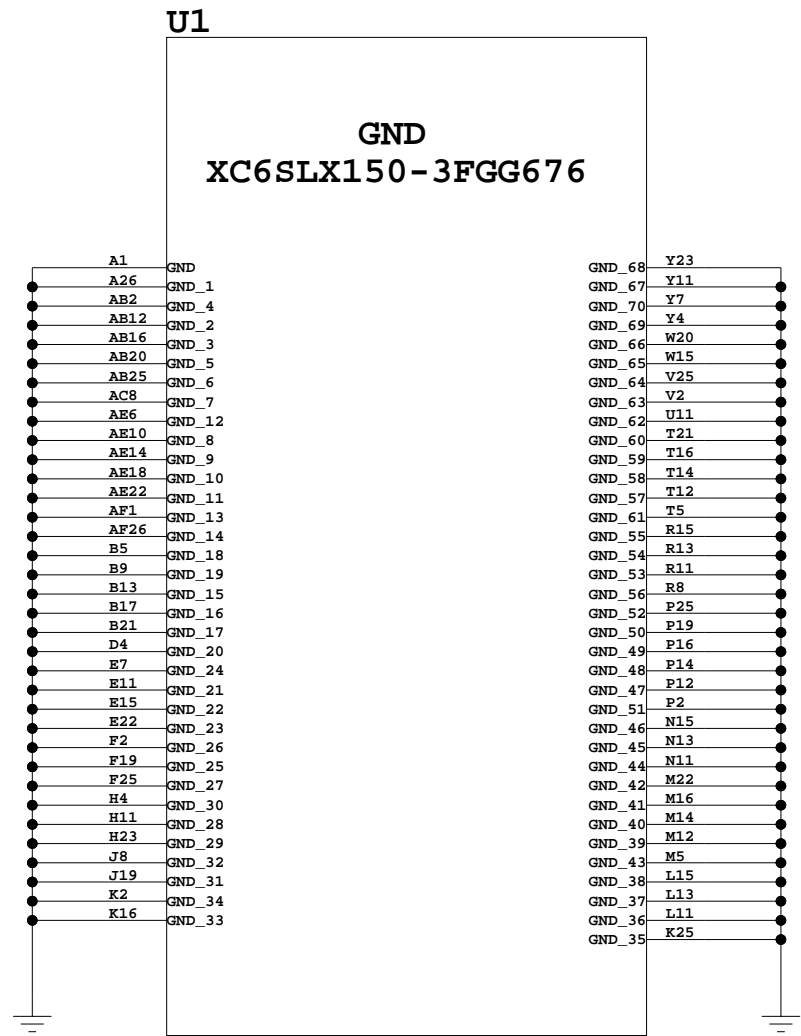 U1
GND
XC6SLX150-3FGG676
A1 GND GND_68 Y23
A26 GND_1 GND_67 Y11
AB2 GND_4 GND_70 Y7
AB12 GND_2 GND_69 Y4
AB16 GND_3 GND_66 W20
AB20 GND_5 GND_65 W15
AB25 GND_6 GND_64 V25
AC8 GND_7 GND_63 V2
AE6 GND_12 GND_62 U11
AE10 GND_8 GND_60 T21
AE14 GND_9 GND_59 T16
AE18 GND_10 GND_58 T14
AE22 GND_11 GND_57 T12
AF1 GND_13 GND_61 T5
AF26 GND_14 GND_55 R15
B5 GND_18 GND_54 R13
B9 GND_19 GND_53 R11
B13 GND_15 GND_56 R8
B17 GND_16 GND_52 P25
B21 GND_17 GND_50 P19
D4 GND_20 GND_49 P16
E7 GND_24 GND_48 P14
E11 GND_21 GND_47 P12
E15 GND_22 GND_51 P2
E22 GND_23 GND_46 N15
F2 GND_26 GND_45 N13
F19 GND_25 GND_44 N11
F25 GND_27 GND_42 M22
H4 GND_30 GND_41 M16
H11 GND_28 GND_40 M14
H23 GND_29 GND_39 M12
J8 GND_32 GND_43 M5
J19 GND_31 GND_38 L15
K2 GND_34 GND_37 L13
K16 GND_33 GND_36 L11
GND_35 K25